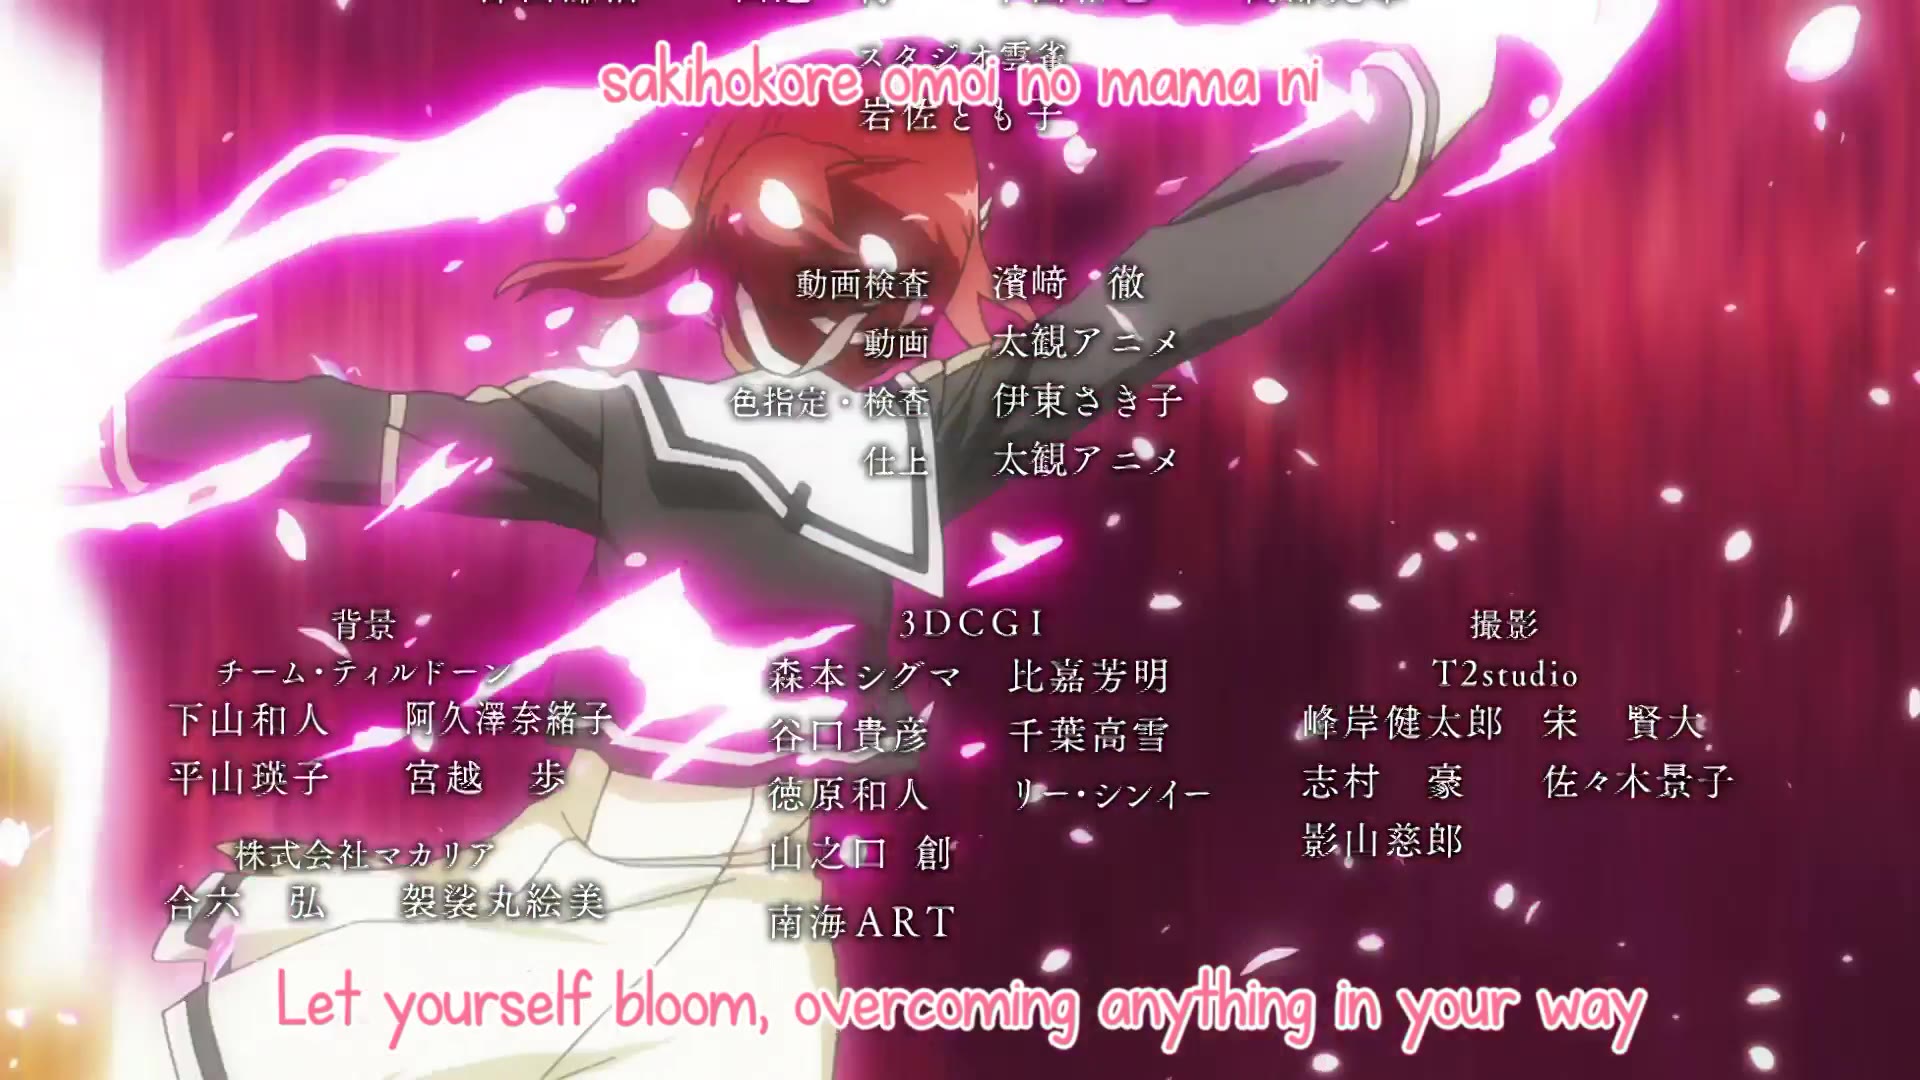 スタジオ雲雀
sakihokore omoi no mama ni
岩佐とも子
動画検査 濱﨑 徹
動画 太観アニメ
色指定・検査 伊東さき子
仕上 太観アニメ
背景
チーム・ティルドーン
下山和人 阿久澤奈緒子
平山瑛子 宮越 歩
株式会社マカリア
合六 弘 袈裟丸絵美
3DCGI
森本シグマ 比嘉芳明
谷口貴彦 千葉高雪
徳原和人 リー・シンイー
山之口 創
南海ART
撮影
T2studio
峰岸健太郎 宋 賢大
志村 豪 佐々木景子
影山慈郎
Let yourself bloom, overcoming anything in your way